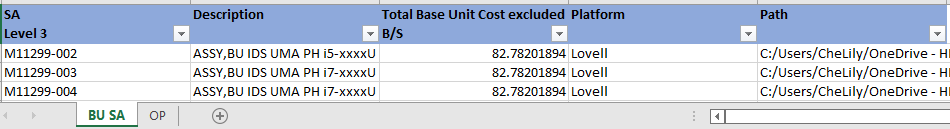 SA Description Total Base Unit Cost excluded Platform Path
Level 3 B/S
M11299-002 ASSY,BU IDS UMA PH i5-xxxxU 82.78201894 Lovell C:/Users/CheLily/OneDrive - H
M11299-003 ASSY,BU IDS UMA PH i7-xxxxU 82.78201894 Lovell C:/Users/CheLily/OneDrive - H
M11299-004 ASSY,BU IDS UMA PH i7-xxxxU 82.78201894 Lovell C:/Users/CheLily/OneDrive - H
BU SA OP